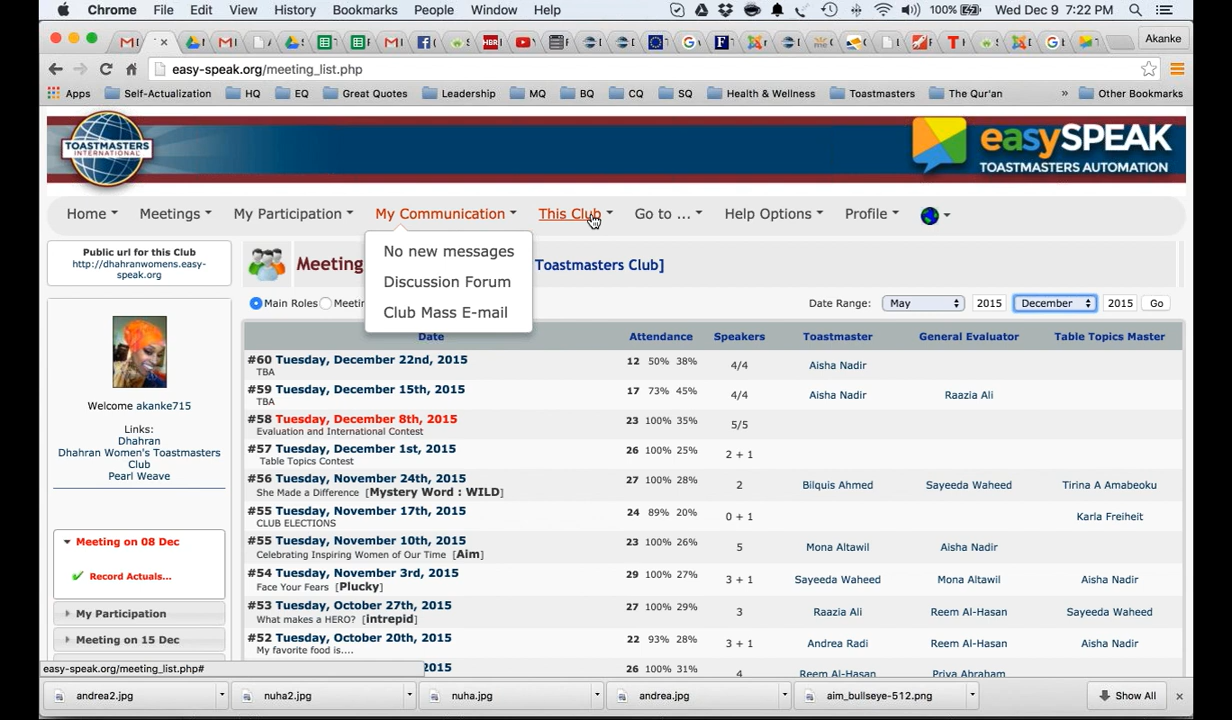 Chrome File Edit View History Bookmarks People Window Help 100% Wed Dec 9 7:22 PM
Akanke
easy-speak.org/meeting_list.php
Apps Self-Actualization HQ EQ Great Quotes Leadership MQ BQ CQ SQ Health & Wellness Toastmasters The Qur'an » Other Bookmarks
TOASTMASTERS INTERNATIONAL
easySPEAK
TOASTMASTERS AUTOMATION
Home Meetings My Participation My Communication This Club Go to ... Help Options Profile
No new messages
Discussion Forum
Club Mass E-mail
Public url for this Club
http://dhahranwomens.easy-
speak.org
Welcome akanke715
Links:
Dhahran
Dhahran Women's Toastmasters
Club
Pearl Weave
Meeting on 08 Dec
Record Actuals...
My Participation
Meeting on 15 Dec
Meeting Toastmasters Club]
Main Roles Meetin Date Range: May 2015 December 2015 Go
Date Attendance Speakers Toastmaster General Evaluator Table Topics Master
#60 Tuesday, December 22nd, 2015 12 50% 38% 4/4 Aisha Nadir
TBA
#59 Tuesday, December 15th, 2015 17 73% 45% 4/4 Aisha Nadir Raazia Ali
TBA
#58 Tuesday, December 8th, 2015 23 100% 35% 5/5
Evaluation and International Contest
#57 Tuesday, December 1st, 2015 26 100% 25% 2 + 1
Table Topics Contest
#56 Tuesday, November 24th, 2015 27 100% 28% 2 Bilquis Ahmed Sayeeda Waheed Tirina A Amabeoku
She Made a Difference [Mystery Word : WILD]
#55 Tuesday, November 17th, 2015 24 89% 20% 0 + 1 Karla Freiheit
CLUB ELECTIONS
#55 Tuesday, November 10th, 2015 23 100% 26% 5 Mona Altawil Aisha Nadir
Celebrating Inspiring Women of Our Time [Aim]
#54 Tuesday, November 3rd, 2015 29 100% 27% 3 + 1 Sayeeda Waheed Mona Altawil Aisha Nadir
Face Your Fears [Plucky]
#53 Tuesday, October 27th, 2015 27 100% 29% 3 Raazia Ali Reem Al-Hasan Sayeeda Waheed
What makes a HERO? [intrepid]
#52 Tuesday, October 20th, 2015 22 93% 28% 3 + 1 Andrea Radi Reem Al-Hasan Aisha Nadir
My favorite food is....
2015 26 100% 31% 4 Reem Al-Hasan Priya Abraham
easy-speak.org/meeting_list.php#
andrea2.jpg nuha2.jpg nuha.jpg andrea.jpg aim_bullseye-512.png Show All